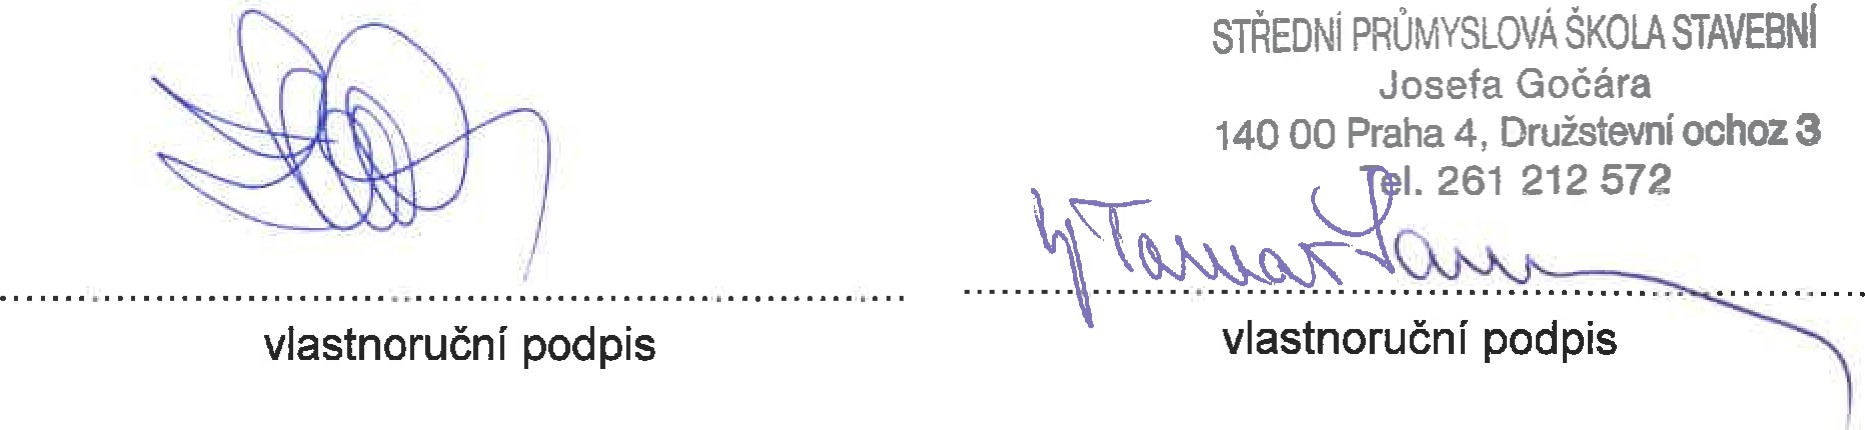 STŘEDNÍ PRŮMYSLOVÁ ŠKOLA STAVEBNÍ
Josefa Gočára
140 00 Praha 4, Družstevní ochoz 3
Tel. 261 212 572
vlastnoruční podpis
vlastnoruční podpis